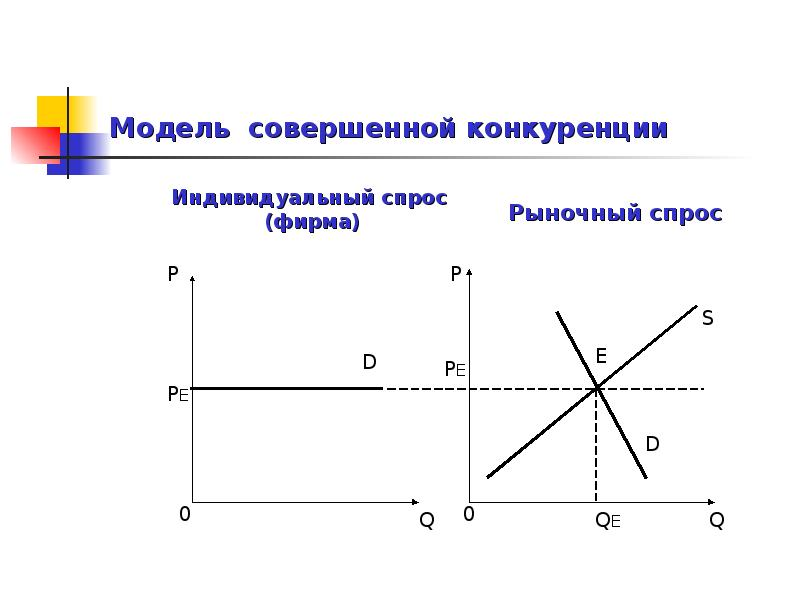 Модель совершенной конкуренции
Индивидуальный спрос
(фирма)
Рыночный спрос
P
D
PE
0
Q
P
S
E
PE
D
0
QE
Q